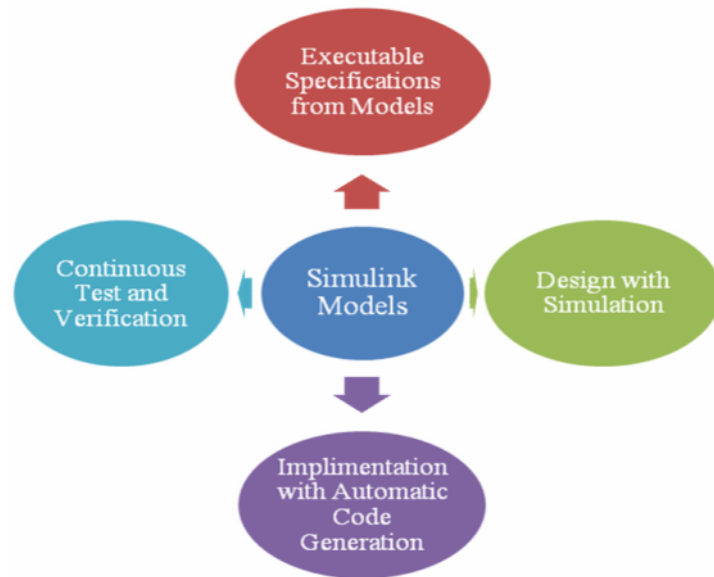 Executable
Specifications
from Models
Continuous
Test and
Verification
Simulink
Models
Design with
Simulation
Implimentation
with Automatic
Code
Generation